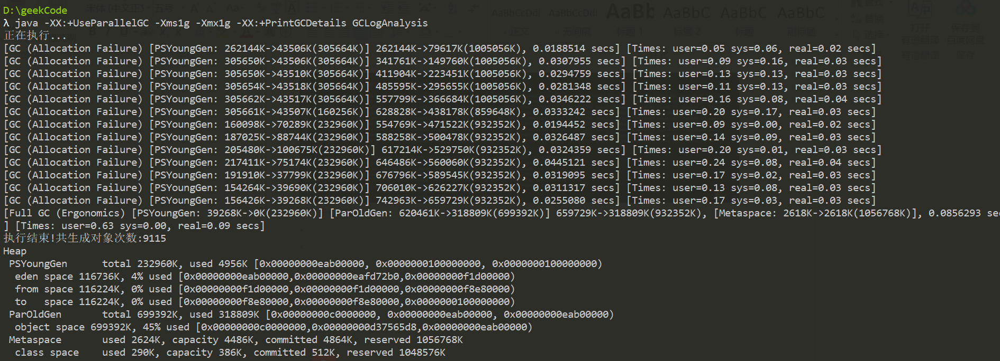 D:\geekCode
λ java -XX:+UseParallelGC -Xms1g -Xmx1g -XX:+PrintGCDetails GCLogAnalysis
正在执行...
[GC (Allocation Failure) [PSYoungGen: 262144K->43506K(305664K)] 262144K->79617K(1005056K), 0.0188514 secs] [Times: user=0.05 sys=0.06, real=0.02 secs]
[GC (Allocation Failure) [PSYoungGen: 305650K->43506K(305664K)] 341761K->149760K(1005056K), 0.0307955 secs] [Times: user=0.09 sys=0.16, real=0.03 secs]
[GC (Allocation Failure) [PSYoungGen: 305650K->43510K(305664K)] 411904K->223451K(1005056K), 0.0294759 secs] [Times: user=0.13 sys=0.13, real=0.03 secs]
[GC (Allocation Failure) [PSYoungGen: 305654K->43518K(305664K)] 485595K->295655K(1005056K), 0.0281348 secs] [Times: user=0.11 sys=0.13, real=0.03 secs]
[GC (Allocation Failure) [PSYoungGen: 305662K->43517K(305664K)] 557799K->366684K(1005056K), 0.0346222 secs] [Times: user=0.16 sys=0.08, real=0.04 secs]
[GC (Allocation Failure) [PSYoungGen: 305661K->43507K(160256K)] 628828K->438178K(859648K), 0.0333242 secs] [Times: user=0.20 sys=0.17, real=0.03 secs]
[GC (Allocation Failure) [PSYoungGen: 160098K->70289K(232960K)] 554769K->471522K(932352K), 0.0194452 secs] [Times: user=0.09 sys=0.00, real=0.02 secs]
[GC (Allocation Failure) [PSYoungGen: 187025K->88744K(232960K)] 588258K->500478K(932352K), 0.0326487 secs] [Times: user=0.14 sys=0.09, real=0.03 secs]
[GC (Allocation Failure) [PSYoungGen: 205480K->100675K(232960K)] 617214K->529750K(932352K), 0.0324359 secs] [Times: user=0.20 sys=0.01, real=0.03 secs]
[GC (Allocation Failure) [PSYoungGen: 217411K->75174K(232960K)] 646486K->560060K(932352K), 0.0445121 secs] [Times: user=0.24 sys=0.08, real=0.04 secs]
[GC (Allocation Failure) [PSYoungGen: 191910K->37799K(232960K)] 676796K->589545K(932352K), 0.0319095 secs] [Times: user=0.17 sys=0.02, real=0.03 secs]
[GC (Allocation Failure) [PSYoungGen: 154264K->39690K(232960K)] 706010K->626227K(932352K), 0.0311317 secs] [Times: user=0.13 sys=0.08, real=0.03 secs]
[GC (Allocation Failure) [PSYoungGen: 156426K->39268K(232960K)] 742963K->659729K(932352K), 0.0255080 secs] [Times: user=0.17 sys=0.03, real=0.03 secs]
[Full GC (Ergonomics) [PSYoungGen: 39268K->0K(232960K)] [ParOldGen: 620461K->318809K(699392K)] 659729K->318809K(932352K), [Metaspace: 2618K->2618K(1056768K)], 0.0856293 sec
] [Times: user=0.63 sys=0.00, real=0.09 secs]
执行结束!共生成对象次数:9115
Heap
 PSYoungGen      total 232960K, used 4956K [0x00000000eab00000, 0x0000000100000000, 0x0000000100000000)
  eden space 116736K, 4% used [0x00000000eab00000,0x00000000eafd72b0,0x00000000f1d00000)
  from space 116224K, 0% used [0x00000000f1d00000,0x00000000f1d00000,0x00000000f8e80000)
  to   space 116224K, 0% used [0x00000000f8e80000,0x00000000f8e80000,0x0000000100000000)
 ParOldGen       total 699392K, used 318809K [0x00000000c0000000, 0x00000000eab00000, 0x00000000eab00000)
  object space 699392K, 45% used [0x00000000c0000000,0x00000000d37565d8,0x00000000eab00000)
 Metaspace       used 2624K, capacity 4486K, committed 4864K, reserved 1056768K
  class space    used 290K, capacity 386K, committed 512K, reserved 1048576K